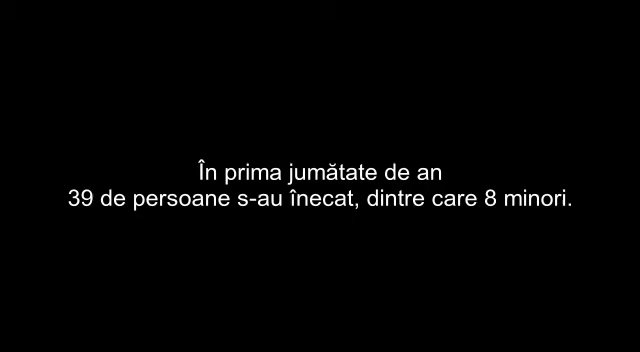 În prima jumătate de an
39 de persoane s-au înecat, dintre care 8 minori.